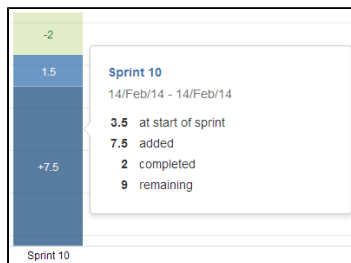 -2
1.5
+7.5
Sprint 10
14/Feb/14 - 14/Feb/14
3.5 at start of sprint
7.5 added
2 completed
9 remaining
Sprint 10